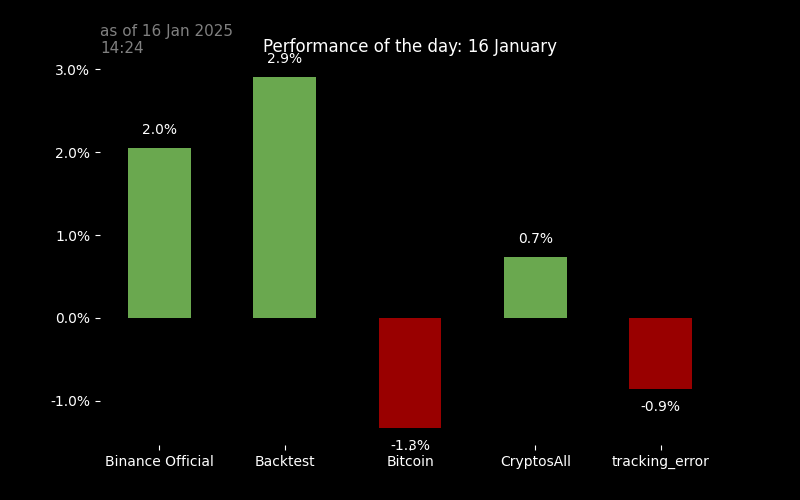 as of 16 Jan 2025
14:24
Performance of the day: 16 January
3.0%
2.0%
1.0%
0.0%
-1.0%
2.0%
2.9%
-1.3%
0.7%
-0.9%
Binance Official
Backtest
Bitcoin
CryptosAll
tracking_error